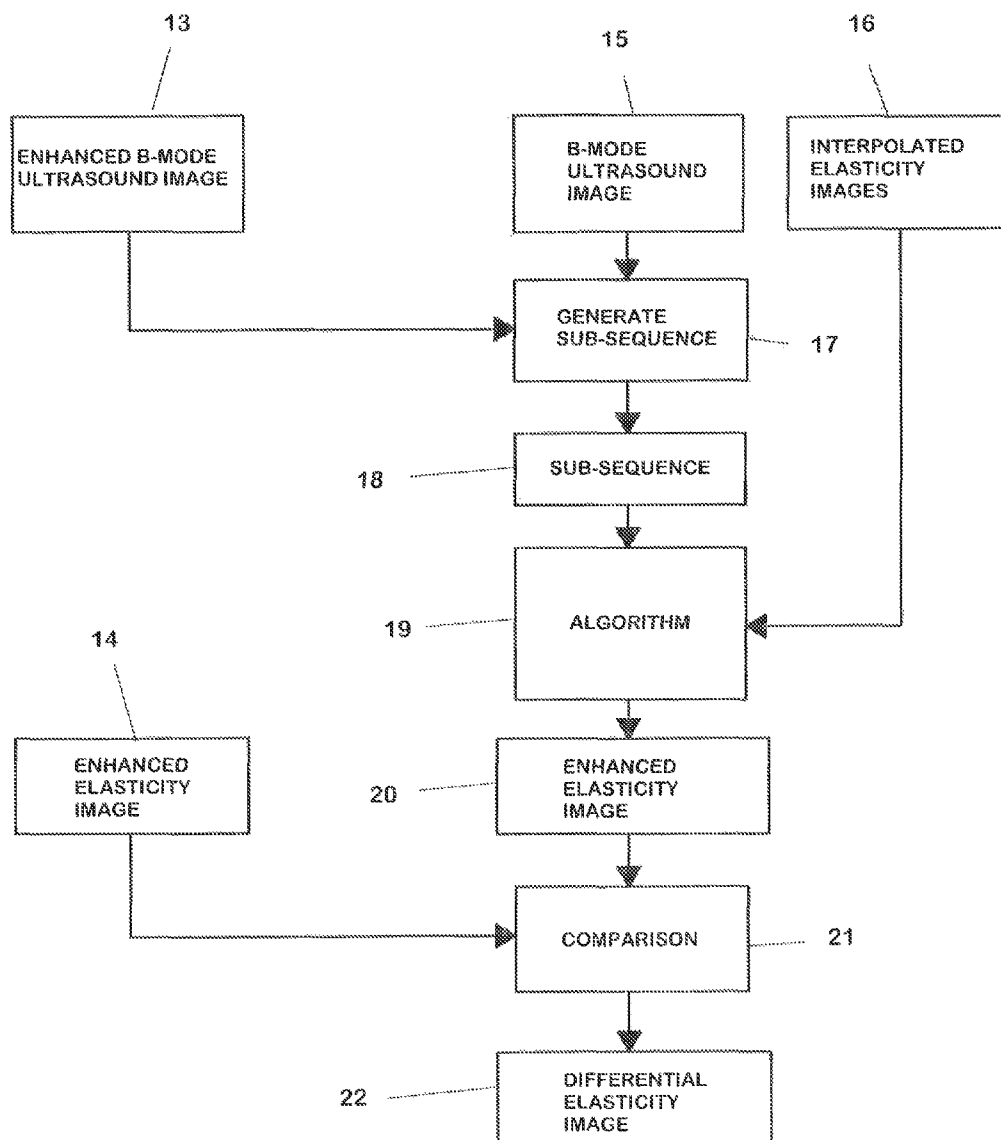 13
15
16
ENHANCED B-MODE
ULTRASOUND IMAGE
B-MODE
ULTRASOUND
IMAGE
INTERPOLATED
ELASTICITY
IMAGES
GENERATE
SUB-SEQUENCE
17
SUB-SEQUENCE
18
ALGORITHM
19
14
ENHANCED
ELASTICITY
IMAGE
ENHANCED
ELASTICITY
IMAGE
20
COMPARISON
21
DIFFERENTIAL
ELASTICITY
IMAGE
22